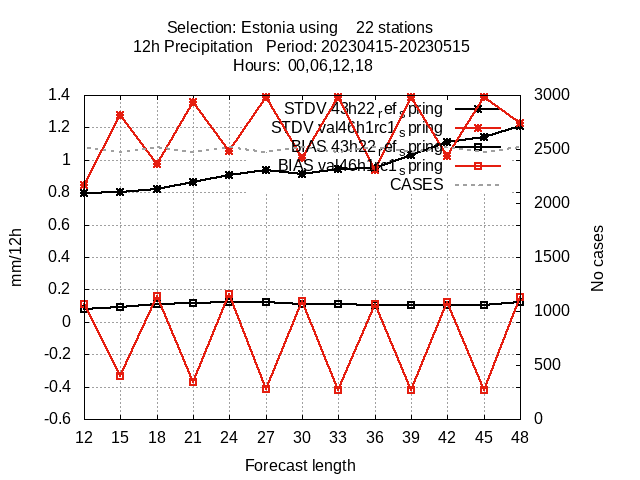 Selection: Estonia using    22 stations
12h Precipitation   Period: 20230415-20230515
Hours:  00,06,12,18
STDV 43h22_ref_spring
STDV val46h1rc1_spring
BIAS 43h22_ref_spring
BIAS val46h1rc1_spring
CASES
1.4
1.2
1
0.8
0.6
0.4
0.2
0
-0.2
-0.4
-0.6
mm/12h
3000
2500
2000
1500
1000
500
0
No cases
12 15 18 21 24 27 30 33 36 39 42 45 48
Forecast length